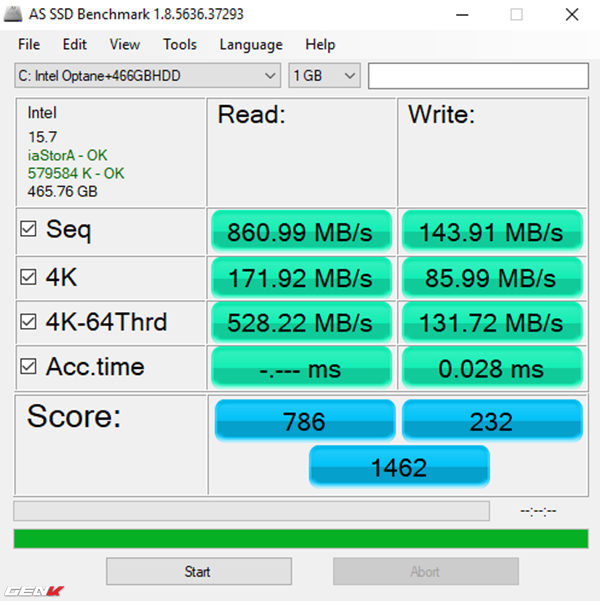 AS SSD Benchmark 1.8.5636.37293
File Edit View Tools Language Help
C: Intel Optane+466GBHDD 1 GB
Intel
15.7
iaStorA - OK
579584 K - OK
465.76 GB
Read: Write:
Seq 860.99 MB/s 143.91 MB/s
4K 171.92 MB/s 85.99 MB/s
4K-64Thrd 528.22 MB/s 131.72 MB/s
Acc.time -.--- ms 0.028 ms
Score: 786 232
1462
--:--:--
Start Abort
GENK